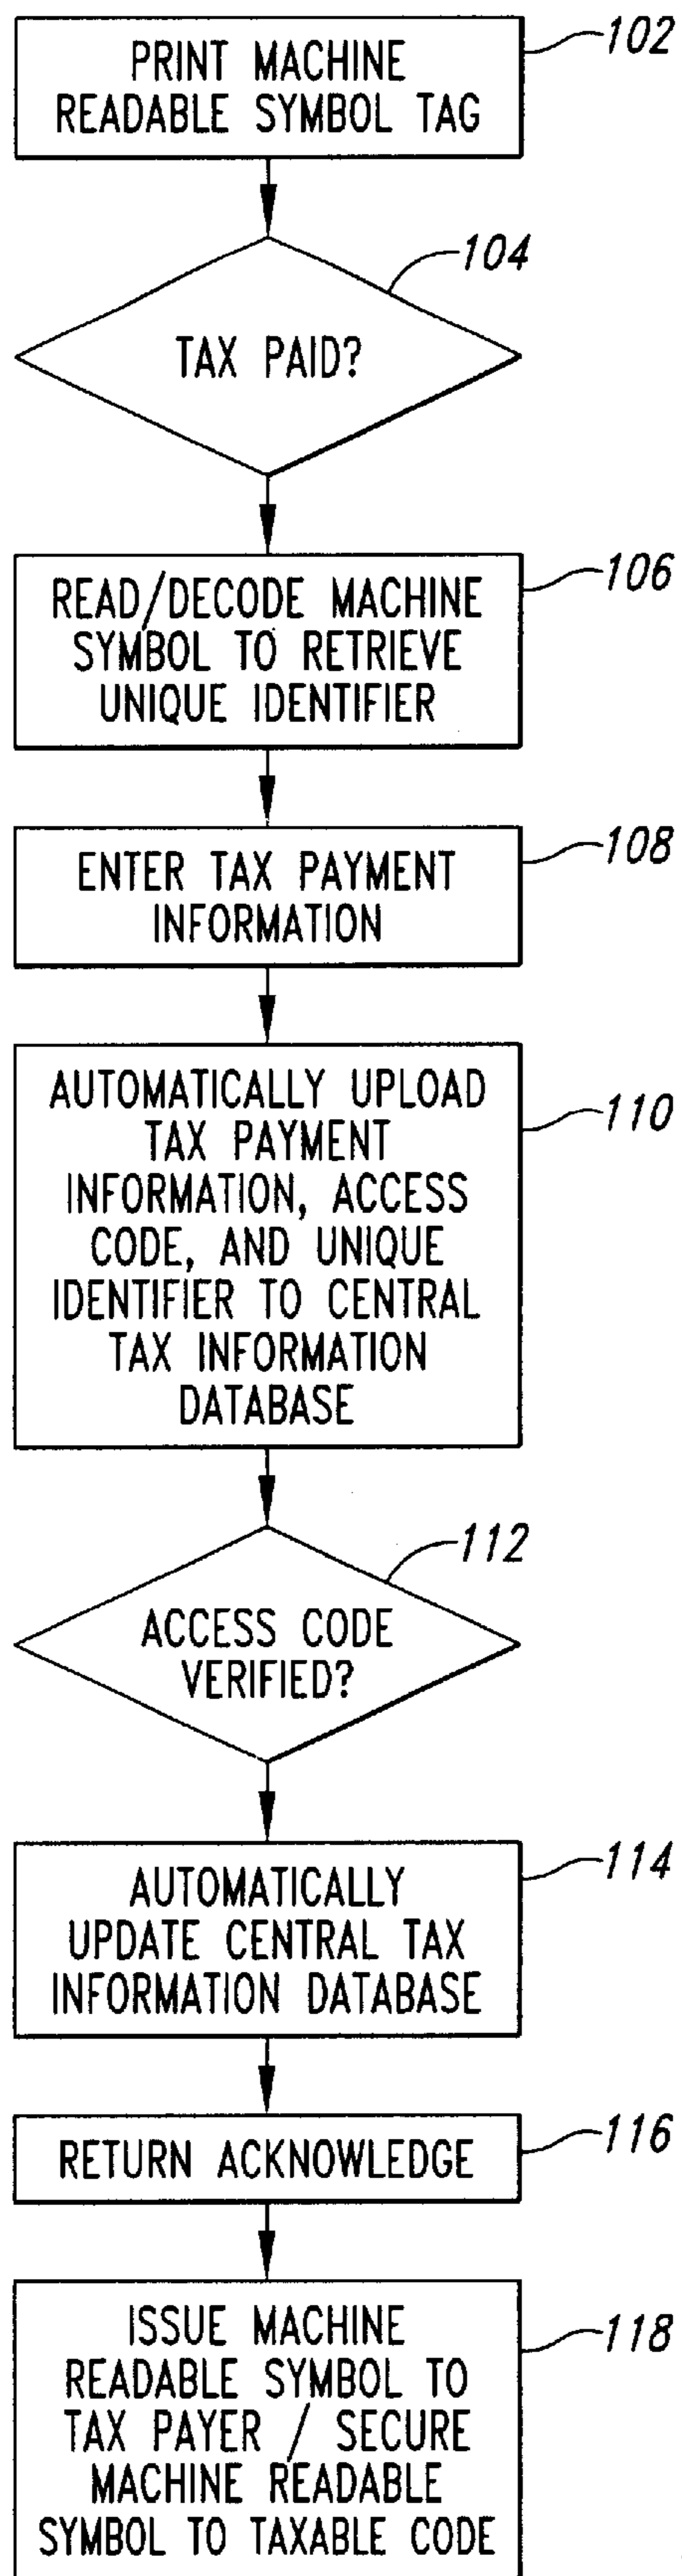 PRINT MACHINE
READABLE SYMBOL TAG
102
TAX PAID?
104
READ/DECODE MACHINE
SYMBOL TO RETRIEVE
UNIQUE IDENTIFIER
106
ENTER TAX PAYMENT
INFORMATION
108
AUTOMATICALLY UPLOAD
TAX PAYMENT
INFORMATION, ACCESS
CODE, AND UNIQUE
IDENTIFIER TO CENTRAL
TAX INFORMATION
DATABASE
110
ACCESS CODE
VERIFIED?
112
AUTOMATICALLY
UPDATE CENTRAL TAX
INFORMATION DATABASE
114
RETURN ACKNOWLEDGE
116
ISSUE MACHINE
READABLE SYMBOL TO
TAX PAYER / SECURE
MACHINE READABLE
SYMBOL TO TAXABLE CODE
118